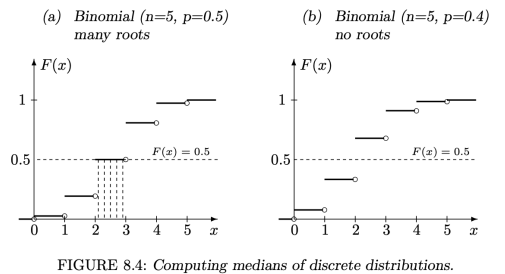 (a) Binomial (n=5, p=0.5)
many roots
(b) Binomial (n=5, p=0.4)
no roots
F(x)
1
0.5
F(x) = 0.5
0 1 2 3 4 5 x
F(x)
1
0.5
F(x) = 0.5
0 1 2 3 4 5 x
FIGURE 8.4: Computing medians of discrete distributions.